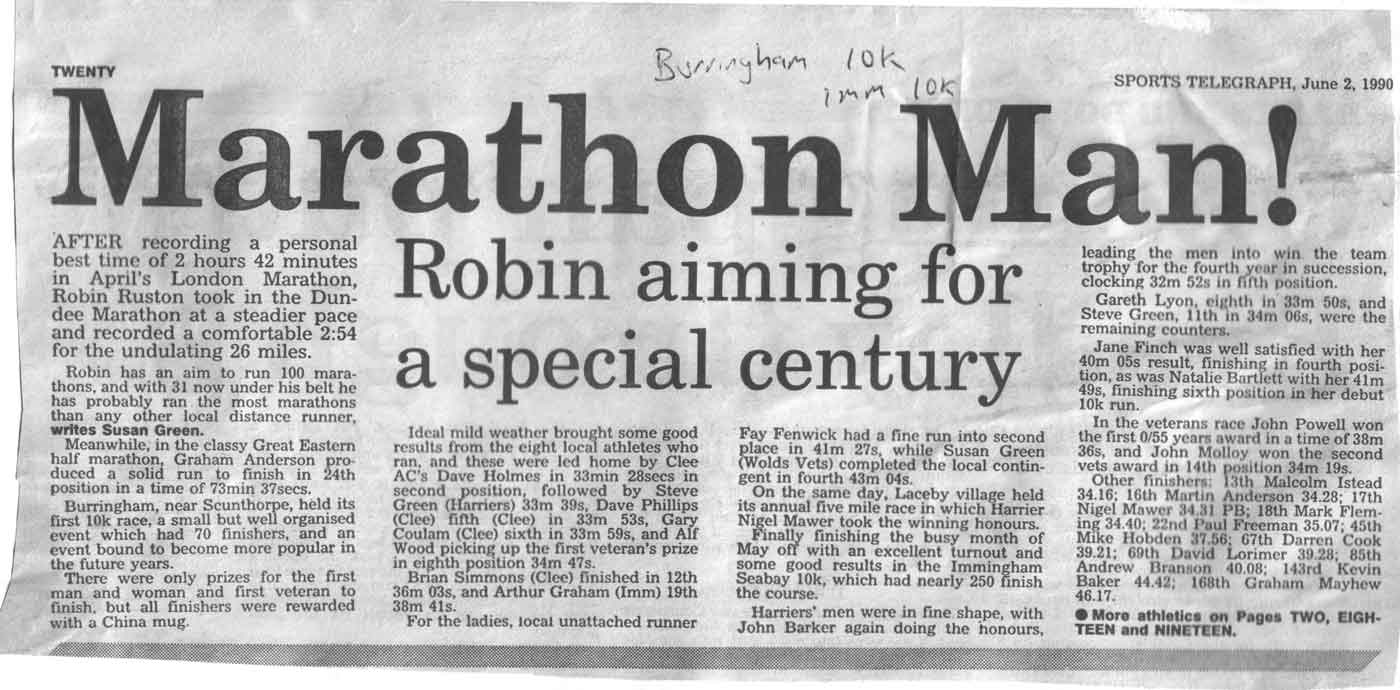 TWENTY
Burringham 10k
1mm 10k
SPORTS TELEGRAPH, June 2, 1990
Marathon Man!
Robin aiming for
a special century
AFTER recording a personal
best time of 2 hours 42 minutes
in April's London Marathon,
Robin Ruston took in the Dun-
dee Marathon at a steadier pace
and recorded a comfortable 2:54
for the undulating 26 miles.
Robin has an aim to run 100 mara-
thons, and with 31 now under his belt he
has probably ran the most marathons
than any other local distance runner,
writes Susan Green.
Meanwhile, in the classy Great Eastern
half marathon, Graham Anderson pro-
duced a solid run to finish in 24th
position in a time of 73min 37secs.
Burringham, near Scunthorpe, held its
first 10k race, a small but well organised
event which had 70 finishers, and an
event bound to become more popular in
the future years.
There were only prizes for the first
man and woman and first veteran to
finish, but all finishers were rewarded
with a China mug.
Ideal mild weather brought some good
results from the eight local athletes who
ran, and these were led home by Clee
AC's Dave Holmes in 33min 28secs in
second position, followed by Steve
Green (Harriers) 33m 39s, Dave Phillips
(Clee) fifth (Clee) in 33m 53s, Gary
Coulam (Clee) sixth in 33m 59s, and Alf
Wood picking up the first veteran's prize
in eighth position 34m 47s.
Brian Simmons (Clee) finished in 12th
36m 03s, and Arthur Graham (Imm) 19th
38m 41s.
For the ladies, local unattached runner
Fay Fenwick had a fine run into second
place in 41m 27s, while Susan Green
(Wolds Vets) completed the local contin-
gent in fourth 43m 04s.
On the same day, Laceby village held
its annual five mile race in which Harrier
Nigel Mawer took the winning honours.
Finally finishing the busy month of
May off with an excellent turnout and
some good results in the Immingham
Seabay 10k, which had nearly 250 finish
the course.
Harriers' men were in fine shape, with
John Barker again doing the honours,
leading the men into win the team
trophy for the fourth year in succession,
clocking 32m 52s in fifth position.
Gareth Lyon, eighth in 33m 50s, and
Steve Green, 11th in 34m 06s, were the
remaining counters.
Jane Finch was well satisfied with her
40m 05s result, finishing in fourth posi-
tion, as was Natalie Bartlett with her 41m
49s, finishing sixth position in her debut
10k run.
In the veterans race John Powell won
the first 0/55 years award in a time of 38m
36s, and John Molloy won the second
vets award in 14th position 34m 19s.
Other finishers: 13th Malcolm Istead
34.16; 16th Martin Anderson 34.28; 17th
Nigel Mawer 34.31 PB; 18th Mark Flem-
ing 34.40; 22nd Paul Freeman 35.07; 45th
Mike Hobden 37.56; 67th Darren Cook
39.21; 69th David Lorimer 39.28; 85th
Andrew Branson 40.08; 143rd Kevin
Baker 44.42; 168th Graham Mayhew
46.17.
● More athletics on Pages TWO, EIGH-
TEEN and NINETEEN.